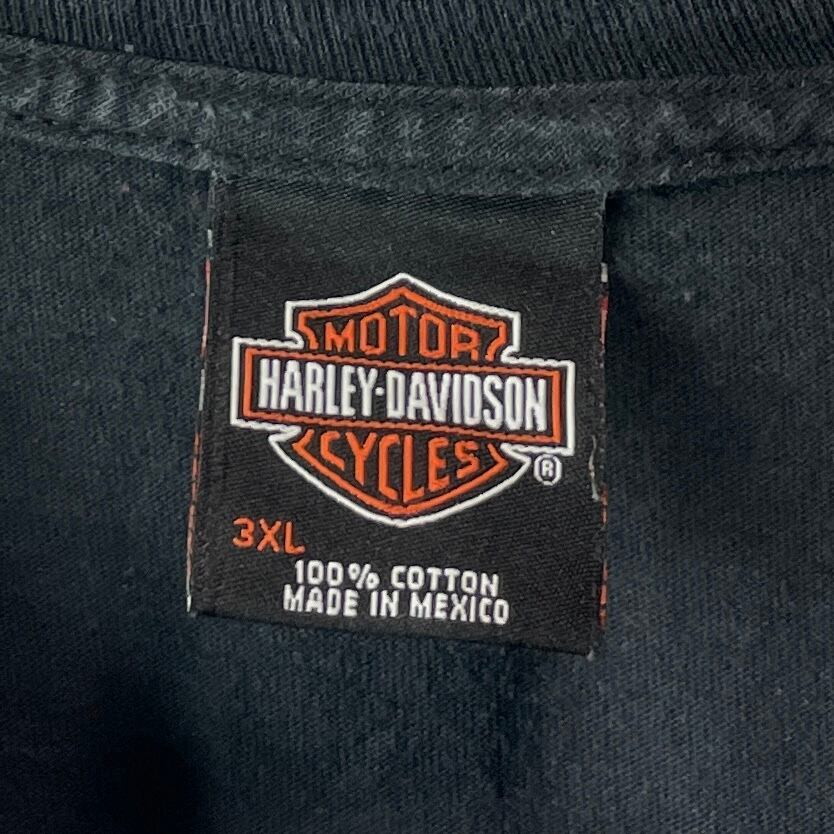 MOTOR
HARLEY-DAVIDSON
CYCLES
®
3XL
100% COTTON
MADE IN MEXICO